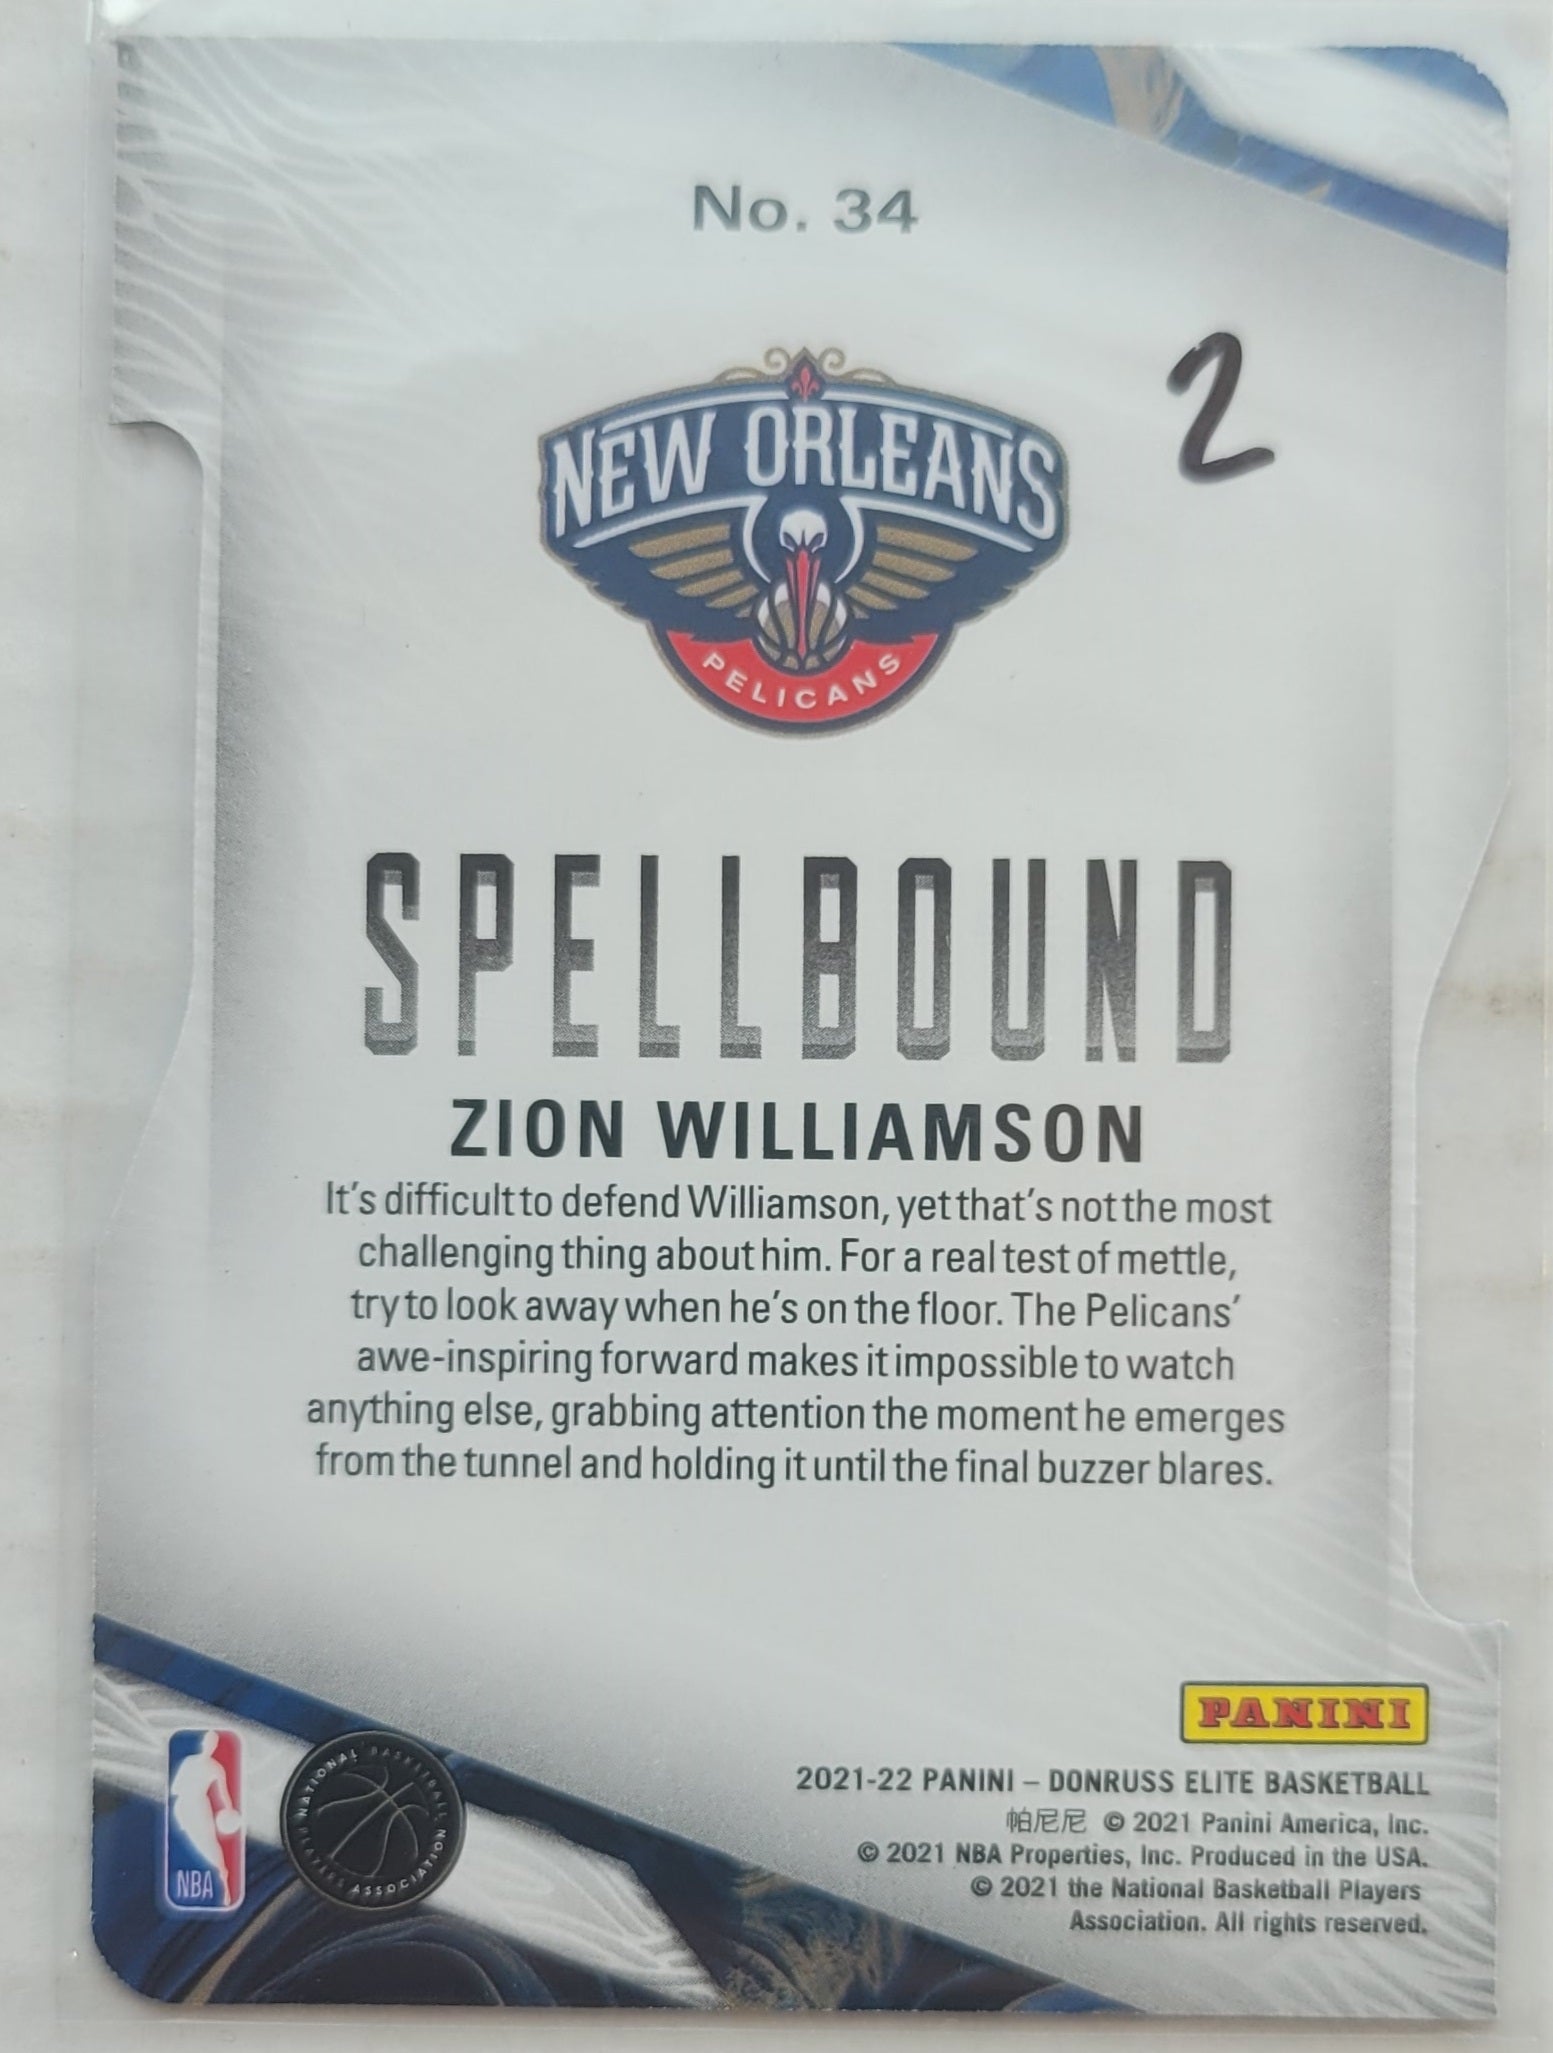 No. 34
2
NEW ORLEANS
PELICANS
SPELLBOUND
ZION WILLIAMSON
It's difficult to defend Williamson, yet that's not the most
challenging thing about him. For a real test of mettle,
try to look away when he's on the floor. The Pelicans'
awe-inspiring forward makes it impossible to watch
anything else, grabbing attention the moment he emerges
from the tunnel and holding it until the final buzzer blares.
PANINI
NBA
NATIONAL BASKETBALL
PLAYERS ASSOCIATION
2021-22 PANINI – DONRUSS ELITE BASKETBALL
帕尼尼 © 2021 Panini America, Inc.
© 2021 NBA Properties, Inc. Produced in the USA.
© 2021 the National Basketball Players
Association. All rights reserved.